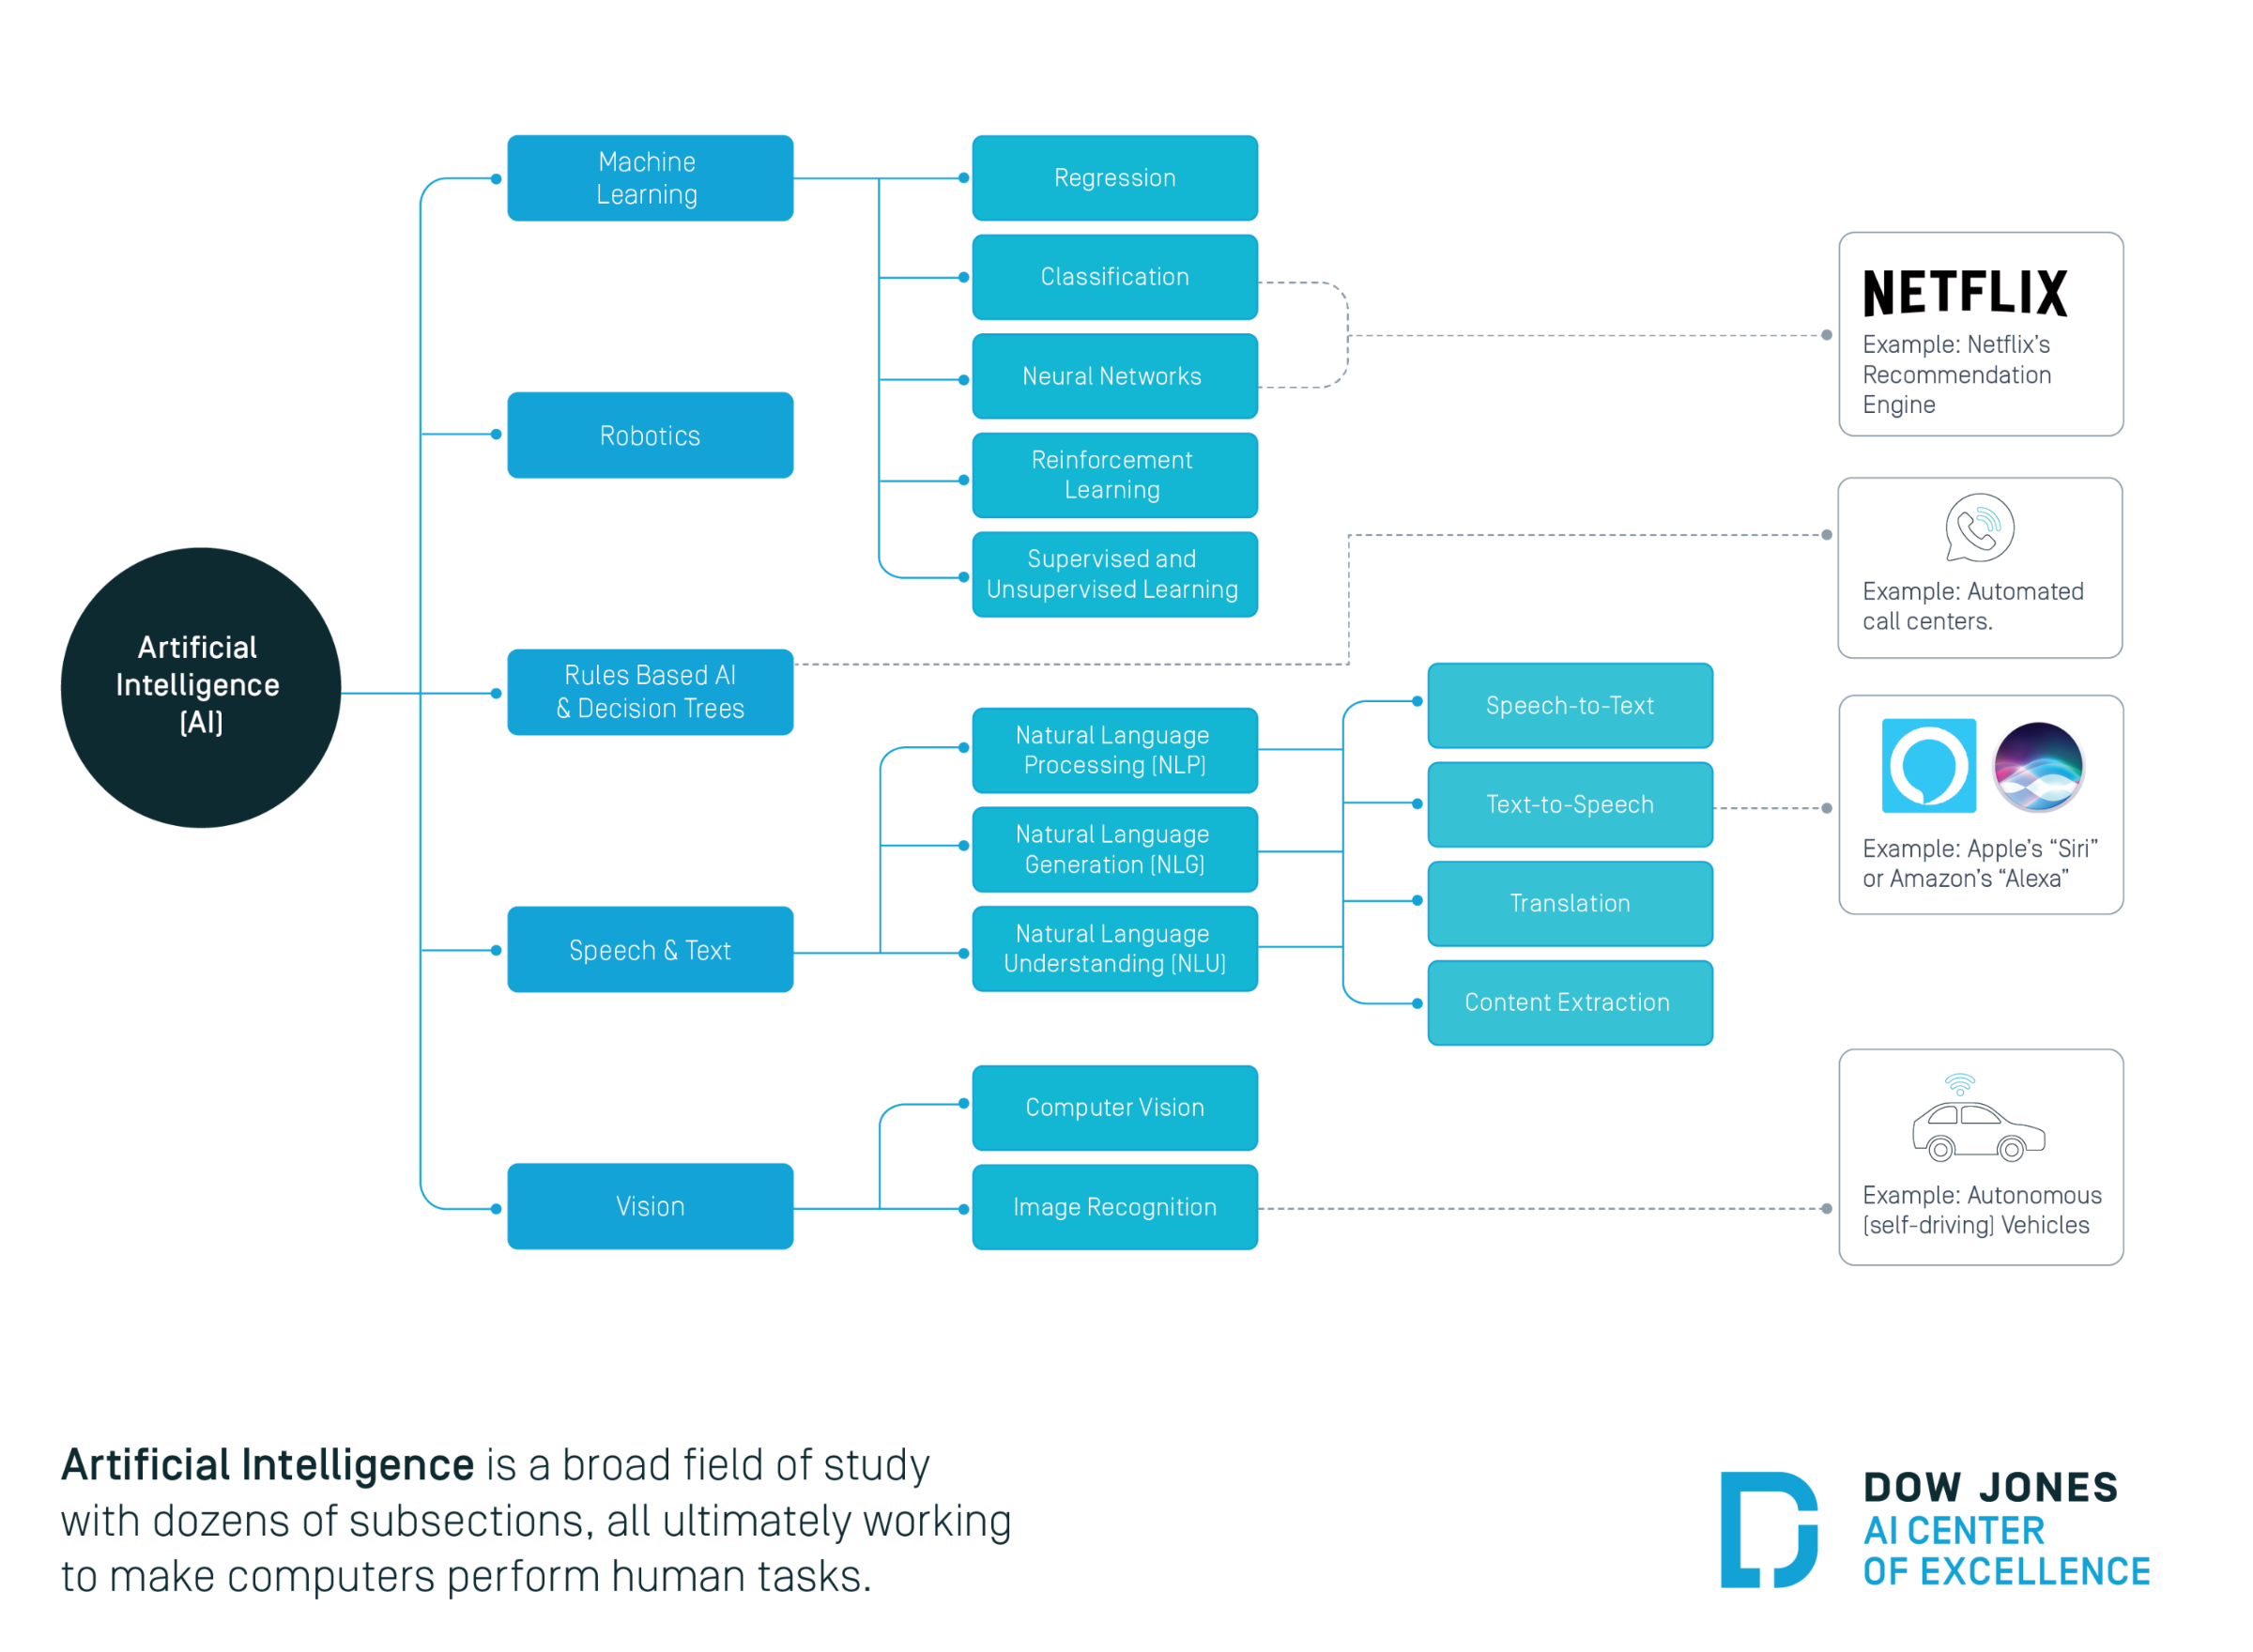 Artificial
Intelligence
(AI)
Machine
Learning
Robotics
Rules Based AI
& Decision Trees
Speech & Text
Vision
Regression
Classification
Neural Networks
Reinforcement
Learning
Supervised and
Unsupervised Learning
Natural Language
Processing (NLP)
Natural Language
Generation (NLG)
Natural Language
Understanding (NLU)
Computer Vision
Image Recognition
Speech-to-Text
Text-to-Speech
Translation
Content Extraction
NETFLIX
Example: Netflix’s
Recommendation
Engine
Example: Automated
call centers.
Example: Apple’s “Siri”
or Amazon’s “Alexa”
Example: Autonomous
(self-driving) Vehicles
Artificial Intelligence is a broad field of study
with dozens of subsections, all ultimately working
to make computers perform human tasks.
DOW JONES
AI CENTER
OF EXCELLENCE